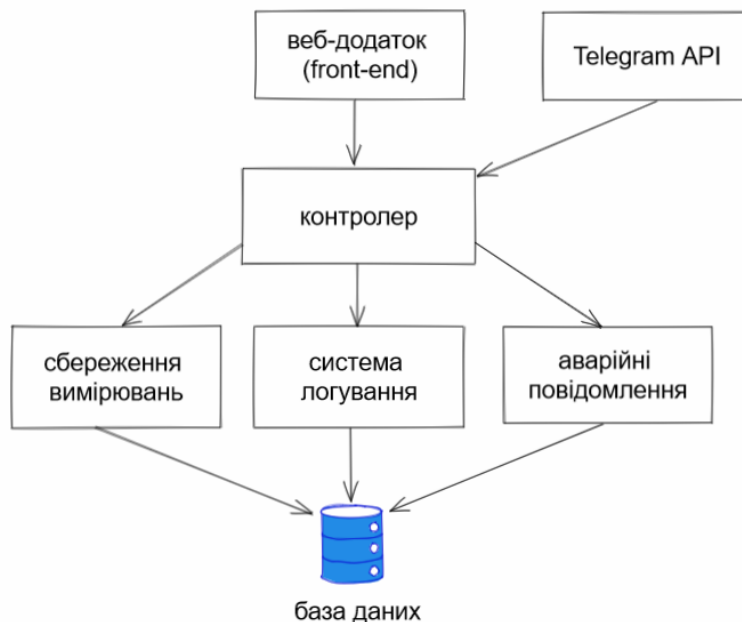 веб-додаток
(front-end)
Telegram API
контролер
сбереження
вимірювань
система
логування
аварійні
повідомлення
база даних